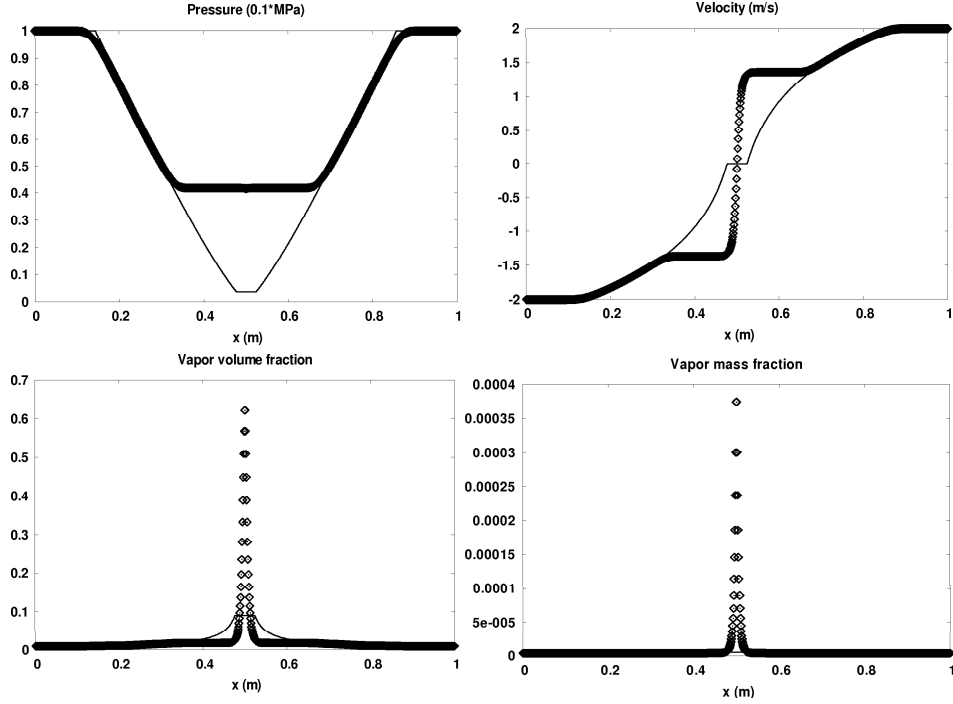 Pressure (0.1*MPa)
1
0.9
0.8
0.7
0.6
0.5
0.4
0.3
0.2
0.1
0
0 0.2 0.4 0.6 0.8 1
x (m)
Velocity (m/s)
2
1.5
1
0.5
0
-0.5
-1
-1.5
-2
0 0.2 0.4 0.6 0.8 1
x (m)
Vapor volume fraction
0.7
0.6
0.5
0.4
0.3
0.2
0.1
0
0 0.2 0.4 0.6 0.8 1
x (m)
Vapor mass fraction
0.0004
0.00035
0.0003
0.00025
0.0002
0.00015
0.0001
5e-005
0
0 0.2 0.4 0.6 0.8 1
x (m)